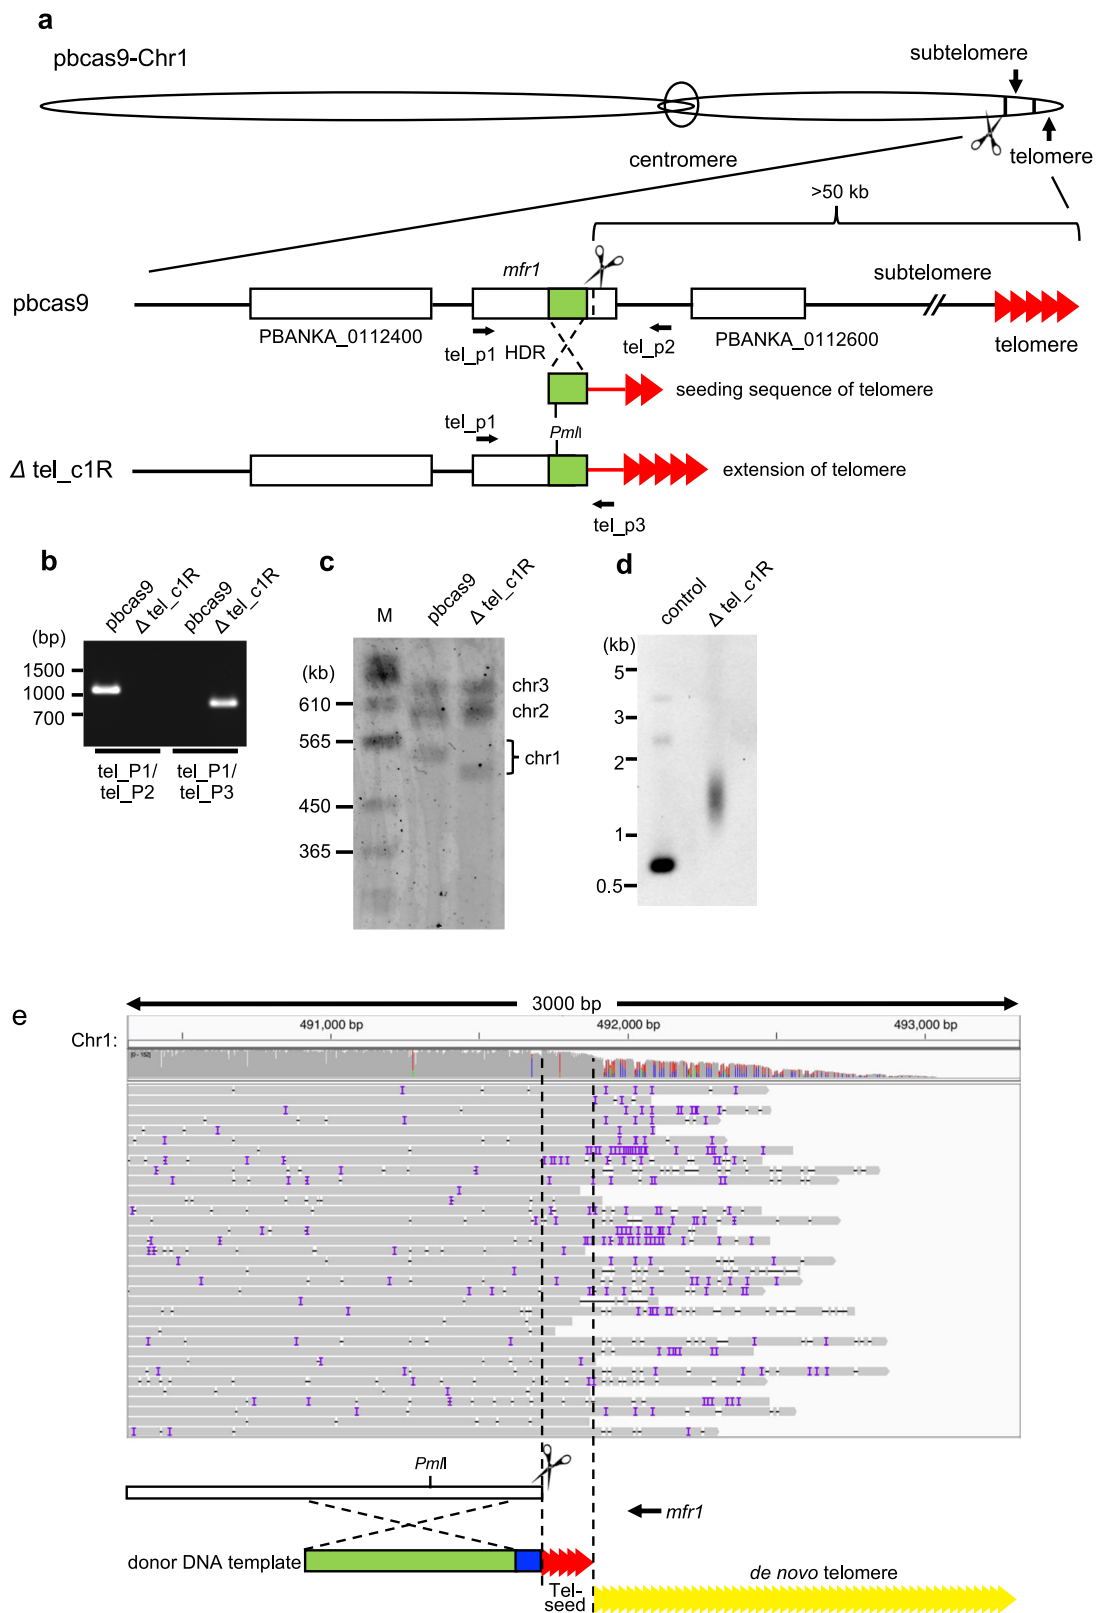 a
pbcas9-Chr1
subtelomere
centromere
telomere
>50 kb
mfr1
subtelomere
pbcas9
PBANKA_0112400
tel_p1
HDR
tel_p2
PBANKA_0112600
telomere
seeding sequence of telomere
tel_p1
PmlI
Δ tel_c1R
extension of telomere
tel_p3
b
pbcas9
Δ tel_c1R
pbcas9
Δ tel_c1R
(bp)
1500
1000
700
tel_P1/
tel_P2
tel_P1/
tel_P3
c
M
pbcas9
Δ tel_c1R
(kb)
610
565
450
365
chr3
chr2
chr1
d
control
Δ tel_c1R
(kb)
5
3
2
1
0.5
e
3000 bp
Chr1:
491,000 bp
492,000 bp
493,000 bp
[0 - 152]
PmlI
mfr1
donor DNA template
Tel-
seed
de novo telomere